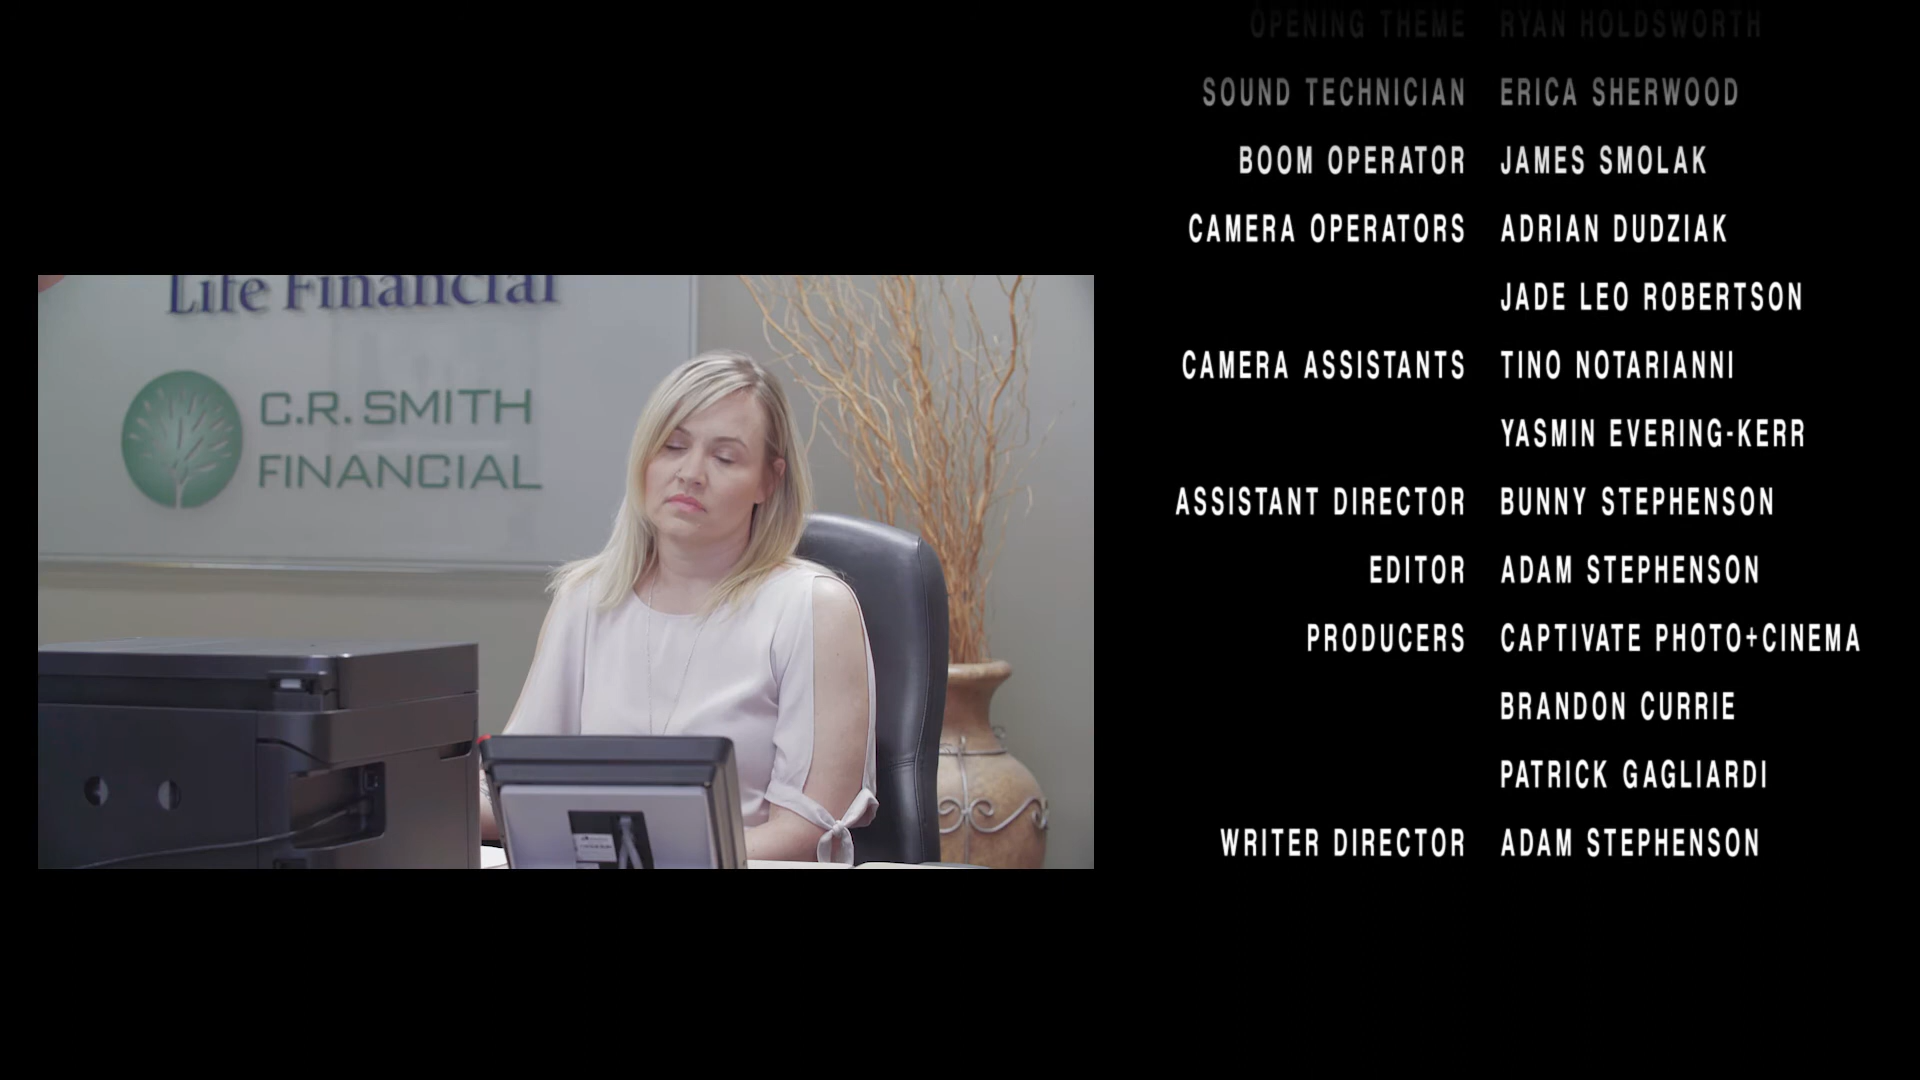 Life Financial
C.R. SMITH
FINANCIAL
OPENING THEME RYAN HOLDSWORTH
SOUND TECHNICIAN ERICA SHERWOOD
BOOM OPERATOR JAMES SMOLAK
CAMERA OPERATORS ADRIAN DUDZIAK
JADE LEO ROBERTSON
CAMERA ASSISTANTS TINO NOTARIANNI
YASMIN EVERING-KERR
ASSISTANT DIRECTOR BUNNY STEPHENSON
EDITOR ADAM STEPHENSON
PRODUCERS CAPTIVATE PHOTO+CINEMA
BRANDON CURRIE
PATRICK GAGLIARDI
WRITER DIRECTOR ADAM STEPHENSON